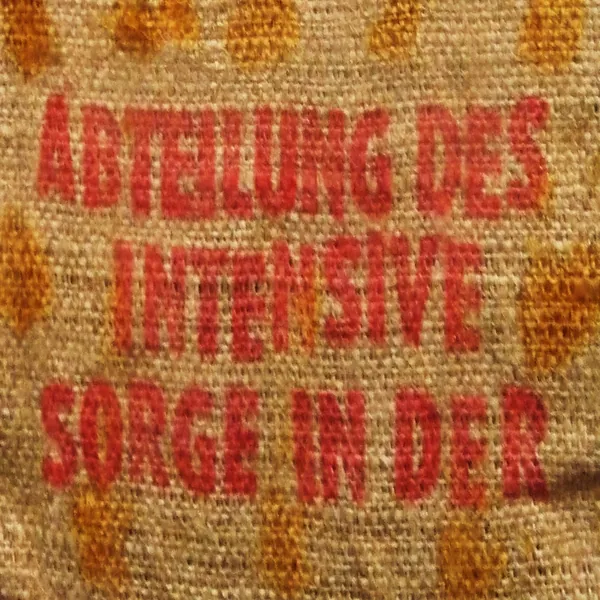 ABTEILUNG DES
INTENSIVE
SORGE IN DER